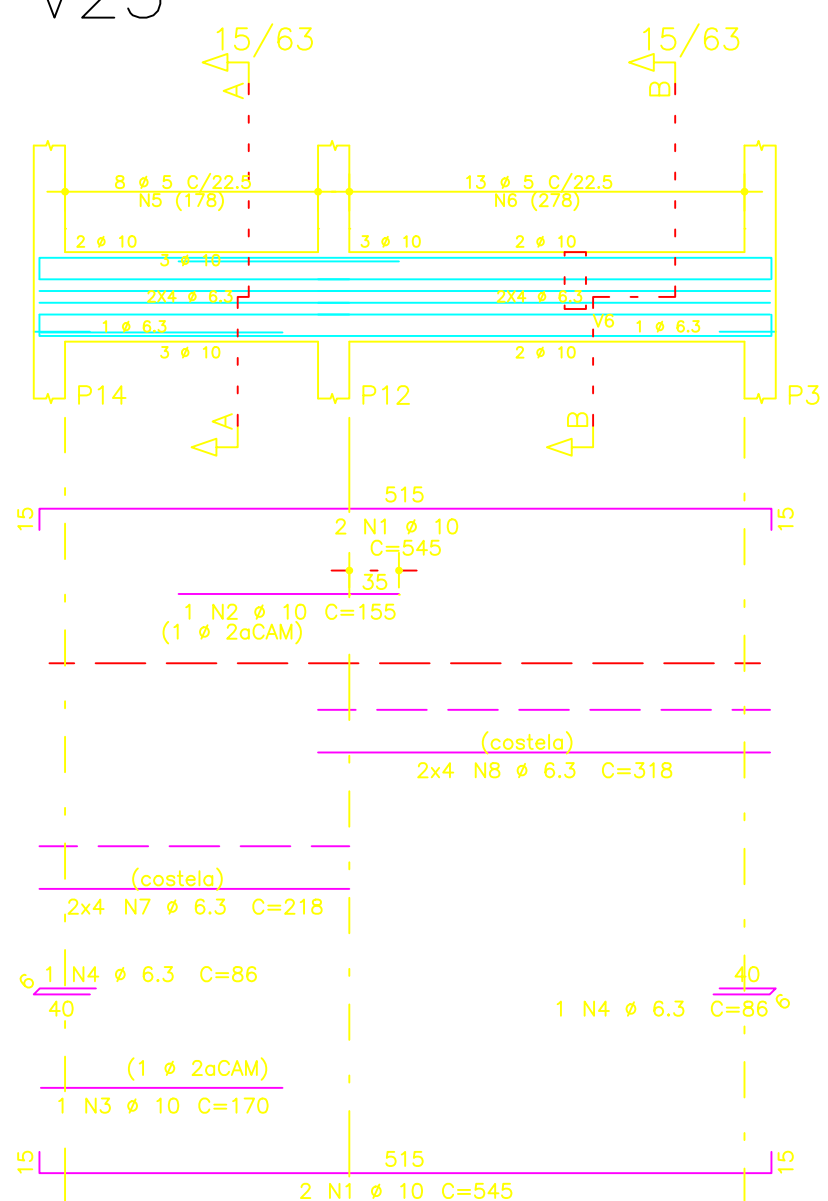 V25
15/63
15/63
A
B
8 ø 5 C/22.5
13 ø 5 C/22.5
N5 (178)
N6 (278)
2 ø 10
3 ø 10
2 ø 10
3 ø 10
2x4 ø 6.3
2x4 ø 6.3
1 ø 6.3
V6
1 ø 6.3
3 ø 10
2 ø 10
P14
P12
P3
A
B
515
15
15
2 N1 ø 10
C=545
35
1 N2 ø 10 C=155
(1 ø 2aCAM)
(costela)
2x4 N8 ø 6.3 C=318
(costela)
2x4 N7 ø 6.3 C=218
1 N4 ø 6.3 C=86
6
40
40
1 N4 ø 6.3 C=86
6
(1 ø 2aCAM)
1 N3 ø 10 C=170
15
515
15
2 N1 ø 10 C=545